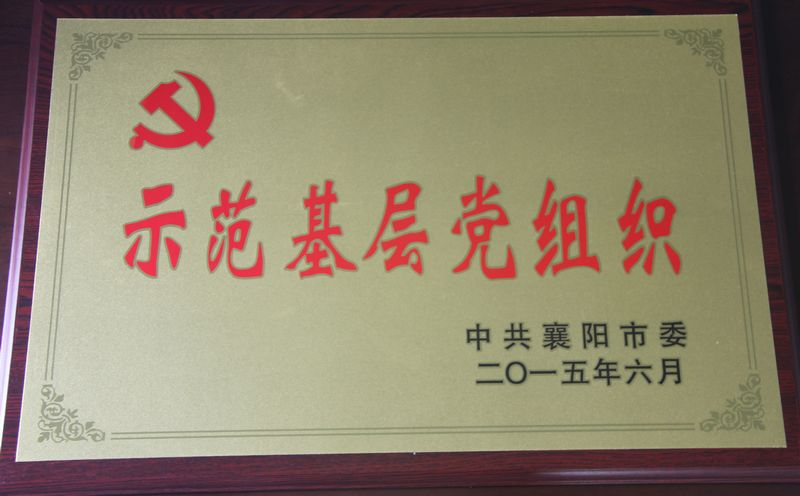 示范基层党组织
中共襄阳市委
二〇一五年六月